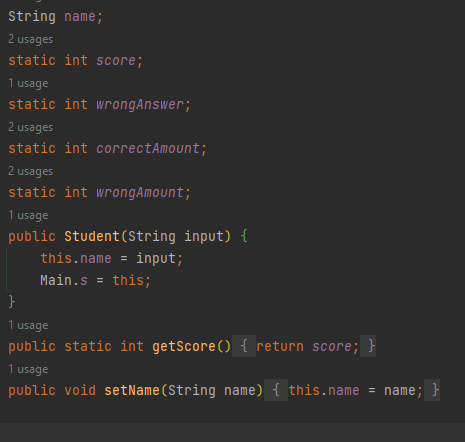 String name;
2 usages
static int score;
1 usage
static int wrongAnswer;
2 usages
static int correctAmount;
2 usages
static int wrongAmount;
1 usage
public Student(String input) {
    this.name = input;
    Main.s = this;
}
1 usage
public static int getScore() { return score; }
1 usage
public void setName(String name) { this.name = name; }